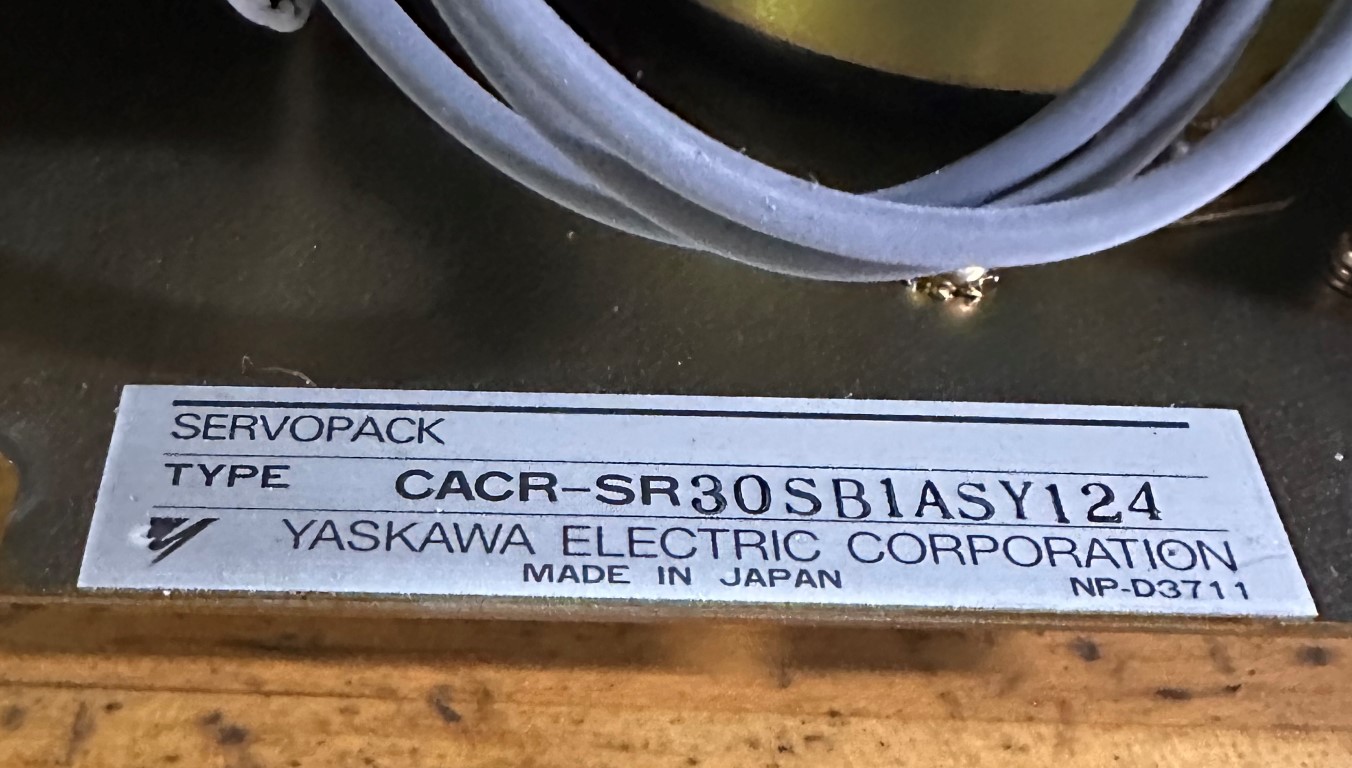 SERVOPACK
TYPE CACR-SR30SB1ASY124
YASKAWA ELECTRIC CORPORATION
MADE IN JAPAN NP-D3711